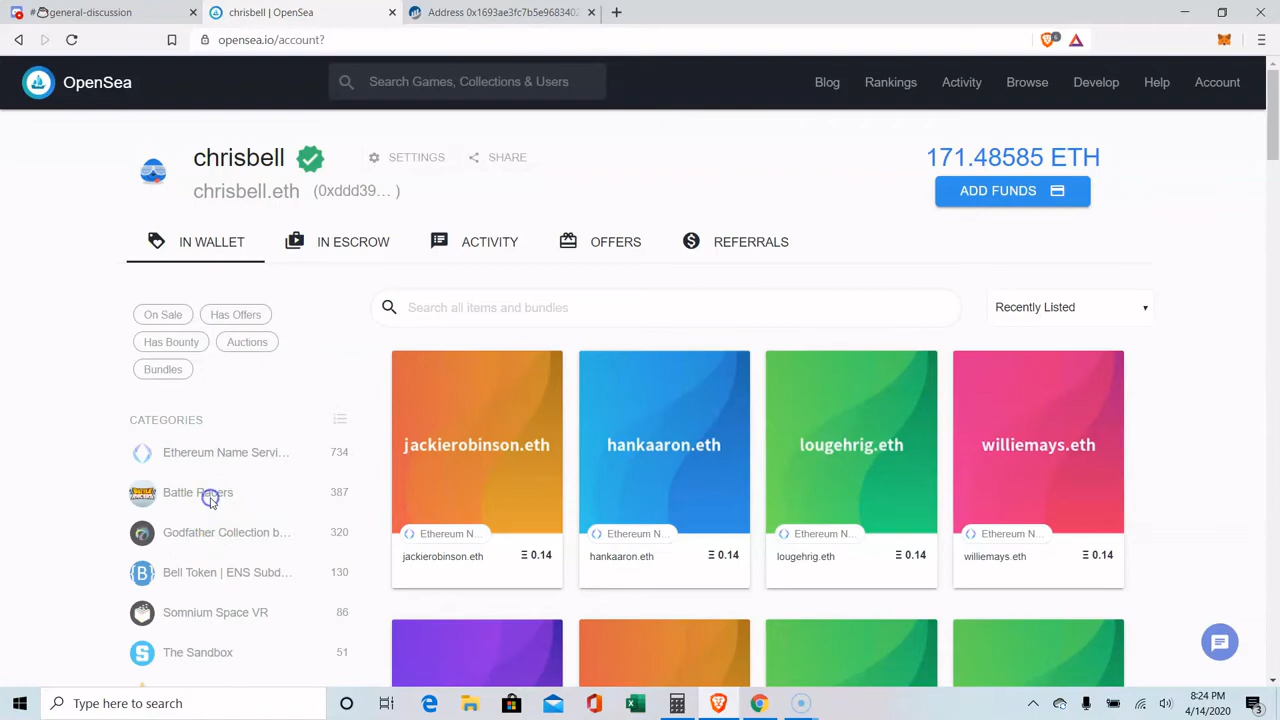 #🧢general-discussion
chrisbell | OpenSea
Address 0x1693ae3fc7b5e9683402
opensea.io/account?
OpenSea
Search Games, Collections & Users
Blog
Rankings
Activity
Browse
Develop
Help
Account
chrisbell
SETTINGS
SHARE
171.48585 ETH
chrisbell.eth (0xddd39... )
ADD FUNDS
IN WALLET
IN ESCROW
ACTIVITY
OFFERS
REFERRALS
On Sale
Has Offers
Has Bounty
Auctions
Bundles
Search all items and bundles
Recently Listed
CATEGORIES
Ethereum Name Servi... 734
Battle Racers 387
Godfather Collection b... 320
Bell Token | ENS Subd... 130
Somnium Space VR 86
The Sandbox 51
jackierobinson.eth
hankaaron.eth
lougehrig.eth
williemays.eth
Ethereum N...
Ethereum N...
Ethereum N...
Ethereum N...
jackierobinson.eth Ξ 0.14
hankaaron.eth Ξ 0.14
lougehrig.eth Ξ 0.14
williemays.eth Ξ 0.14
Type here to search
8:24 PM
4/14/2020